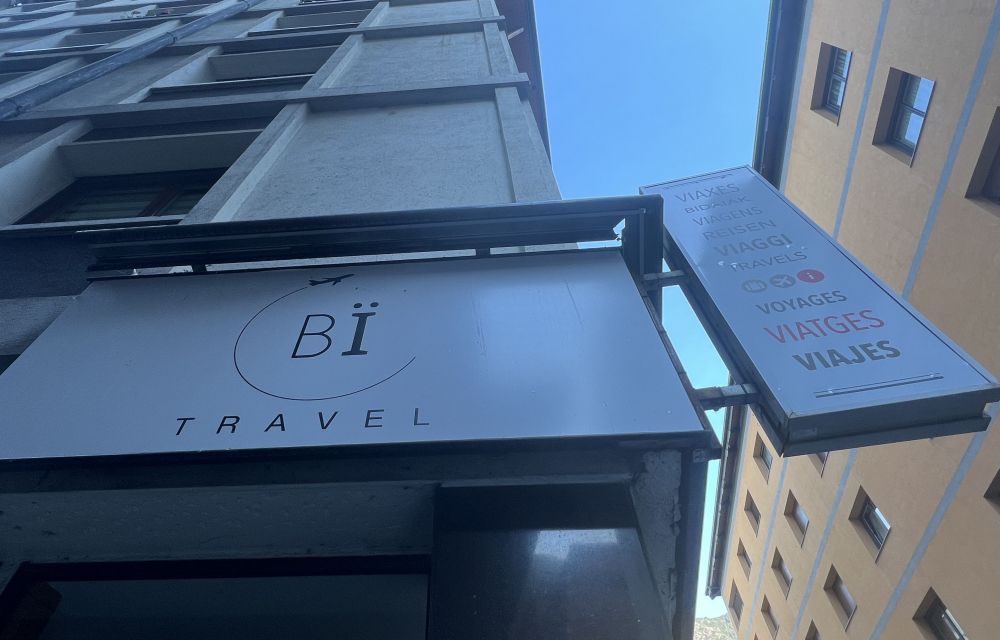 BÏ
TRAVEL
VIAXES
BIDAIAK
VIAGENS
REISEN
VIAGGI
TRAVELS
i
VOYAGES
VIATGES
VIAJES